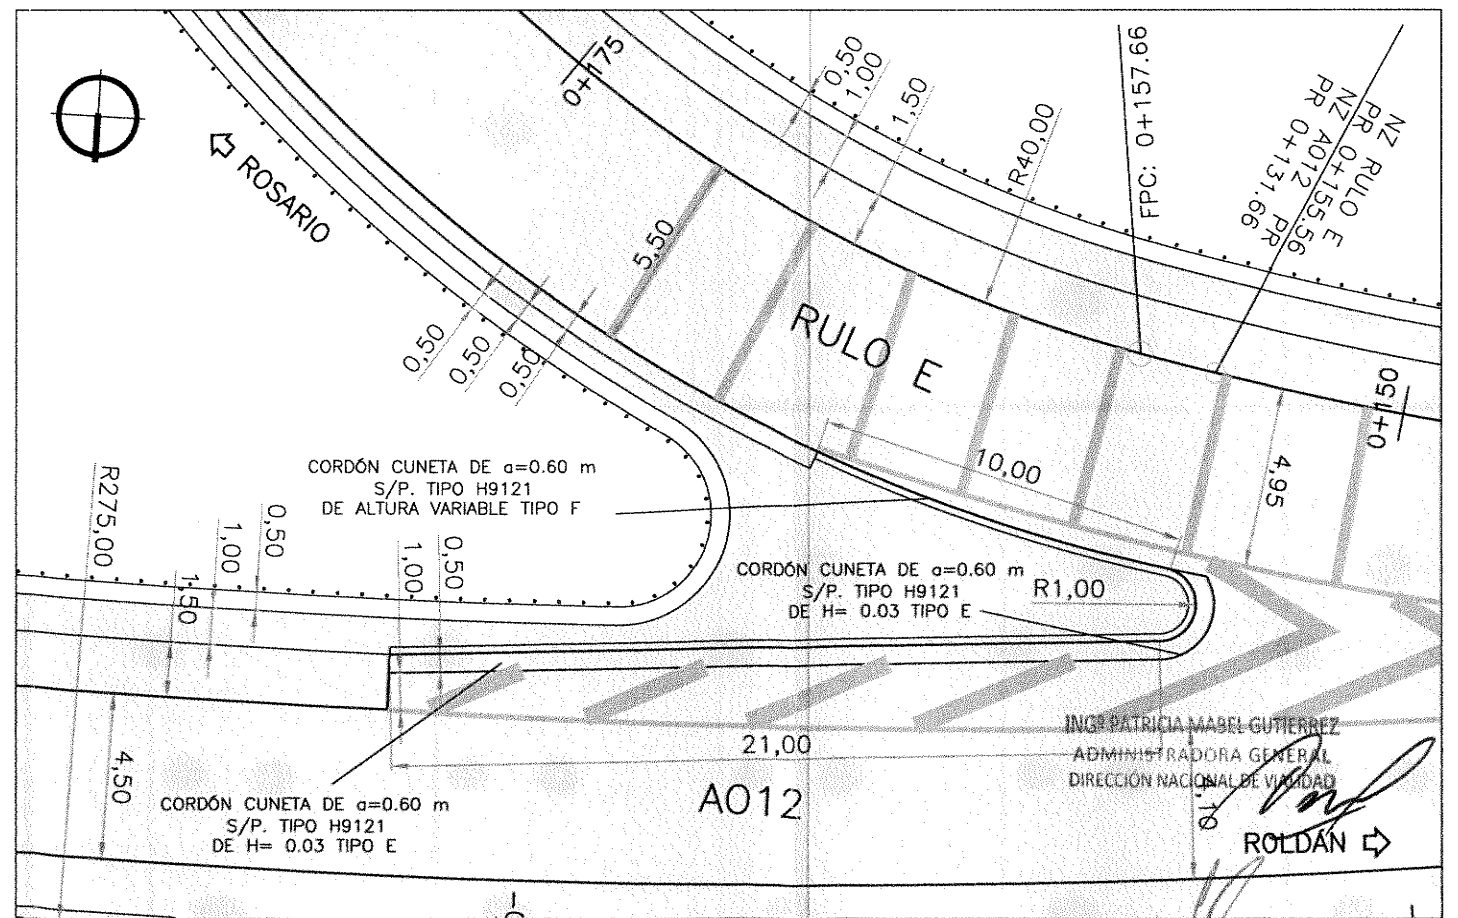 0+175
0,50
1,00
1,50
R40,00
FPC: 0+157.66
NZ RULO E
PR 0+155.56
NZ A012 PR
PR 0+131.66
ROSARIO
5,50
0,50
0,50
0,50
RULO E
0+150
10,00
4,95
CORDÓN CUNETA DE a=0.60 m
S/P. TIPO H9121
DE ALTURA VARIABLE TIPO F
R275,00
1,00
0,50
1,50
1,00
0,50
CORDÓN CUNETA DE a=0.60 m
S/P. TIPO H9121
DE H= 0.03 TIPO E
R1,00
21,00
4,50
A012
CORDÓN CUNETA DE a=0.60 m
S/P. TIPO H9121
DE H= 0.03 TIPO E
INGª PATRICIA MABEL GUTIERREZ
ADMINISTRADORA GENERAL
DIRECCIÓN NACIONAL DE VIALIDAD
4,10
ROLDÁN